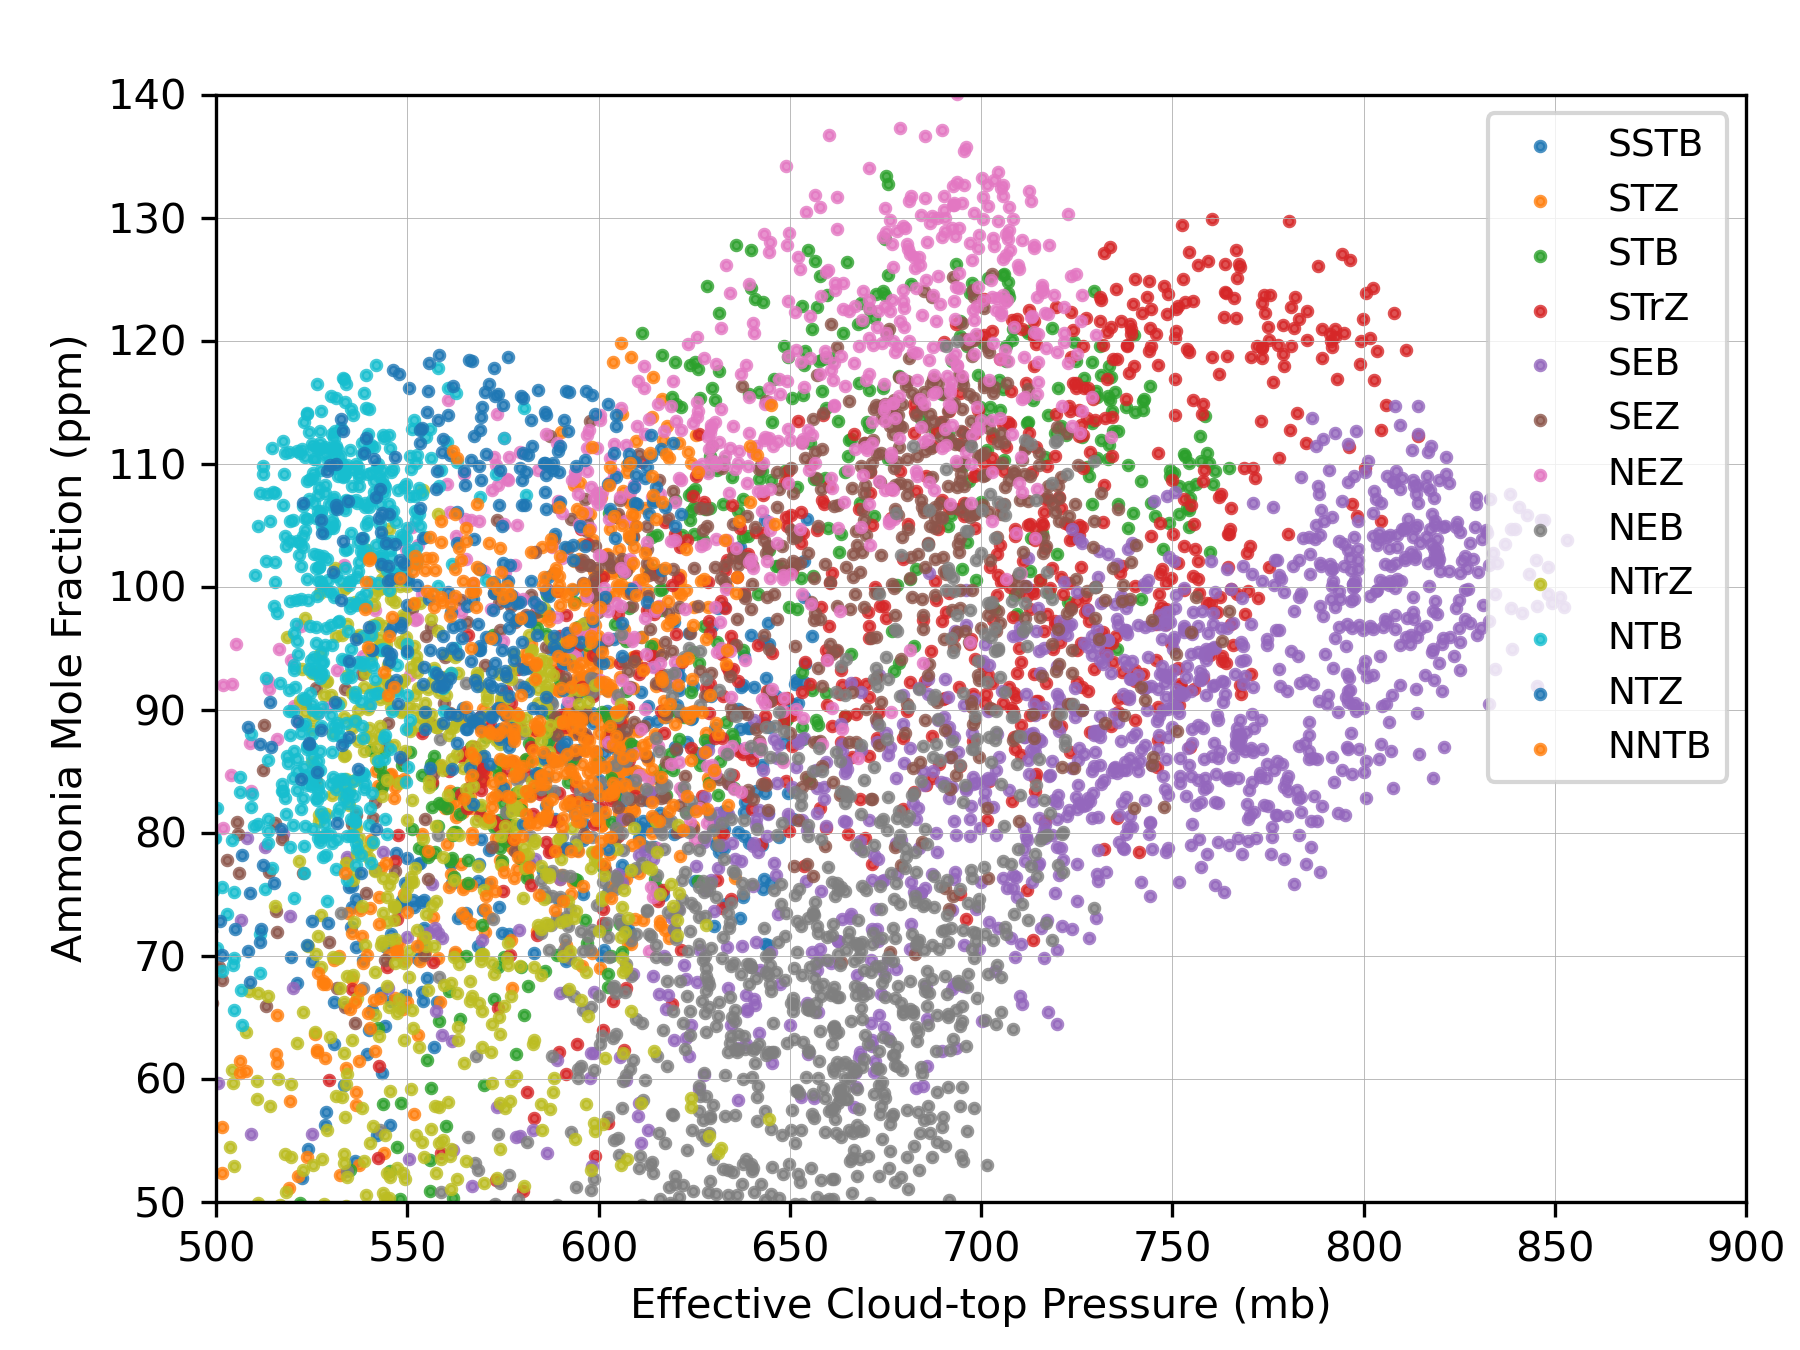 140
130
120
110
100
90
80
70
60
50
Ammonia Mole Fraction (ppm)
SSTB
STZ
STB
STrZ
SEB
SEZ
NEZ
NEB
NTrZ
NTB
NTZ
NNTB
500 550 600 650 700 750 800 850 900
Effective Cloud-top Pressure (mb)